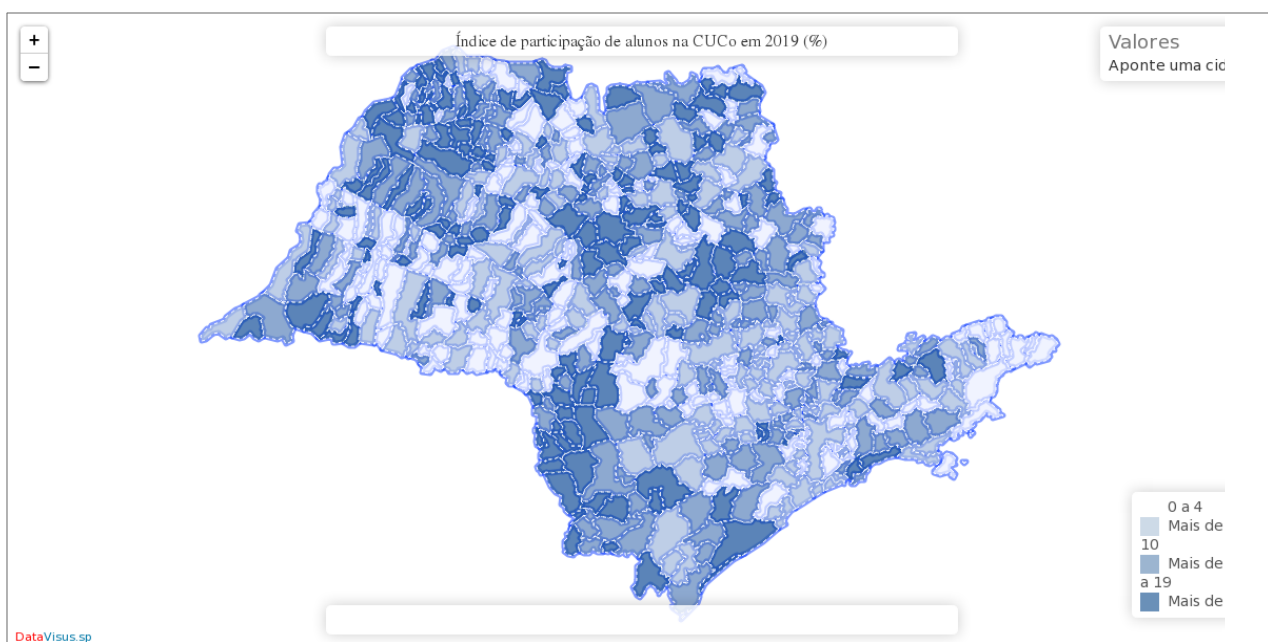 +
Índice de participação de alunos na CUCo em 2019 (%)
Valores
−
Aponte uma cid
0 a 4
Mais de
10
Mais de
a 19
Mais de
DataVisus.sp